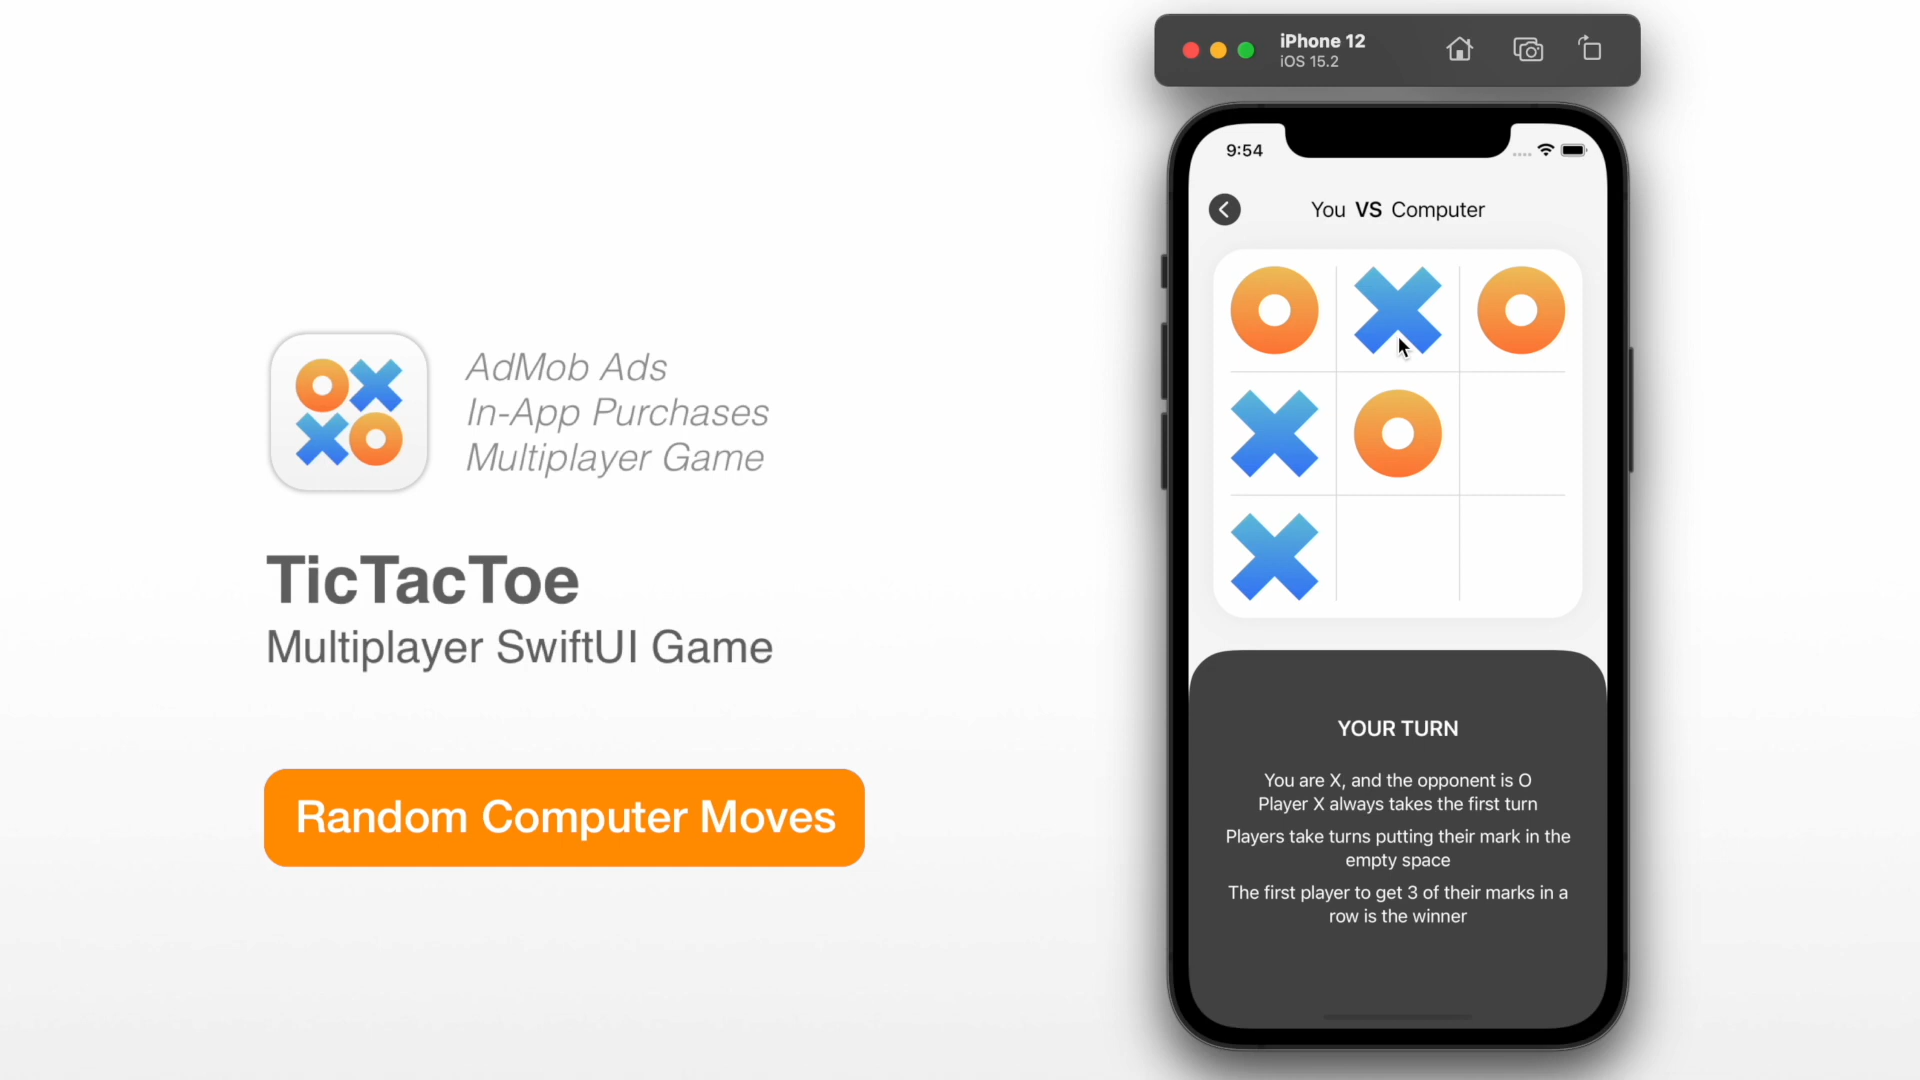 AdMob Ads
In-App Purchases
Multiplayer Game
TicTacToe
Multiplayer SwiftUI Game
Random Computer Moves
iPhone 12
iOS 15.2
9:54
You VS Computer
YOUR TURN
You are X, and the opponent is O
Player X always takes the first turn
Players take turns putting their mark in the
empty space
The first player to get 3 of their marks in a
row is the winner